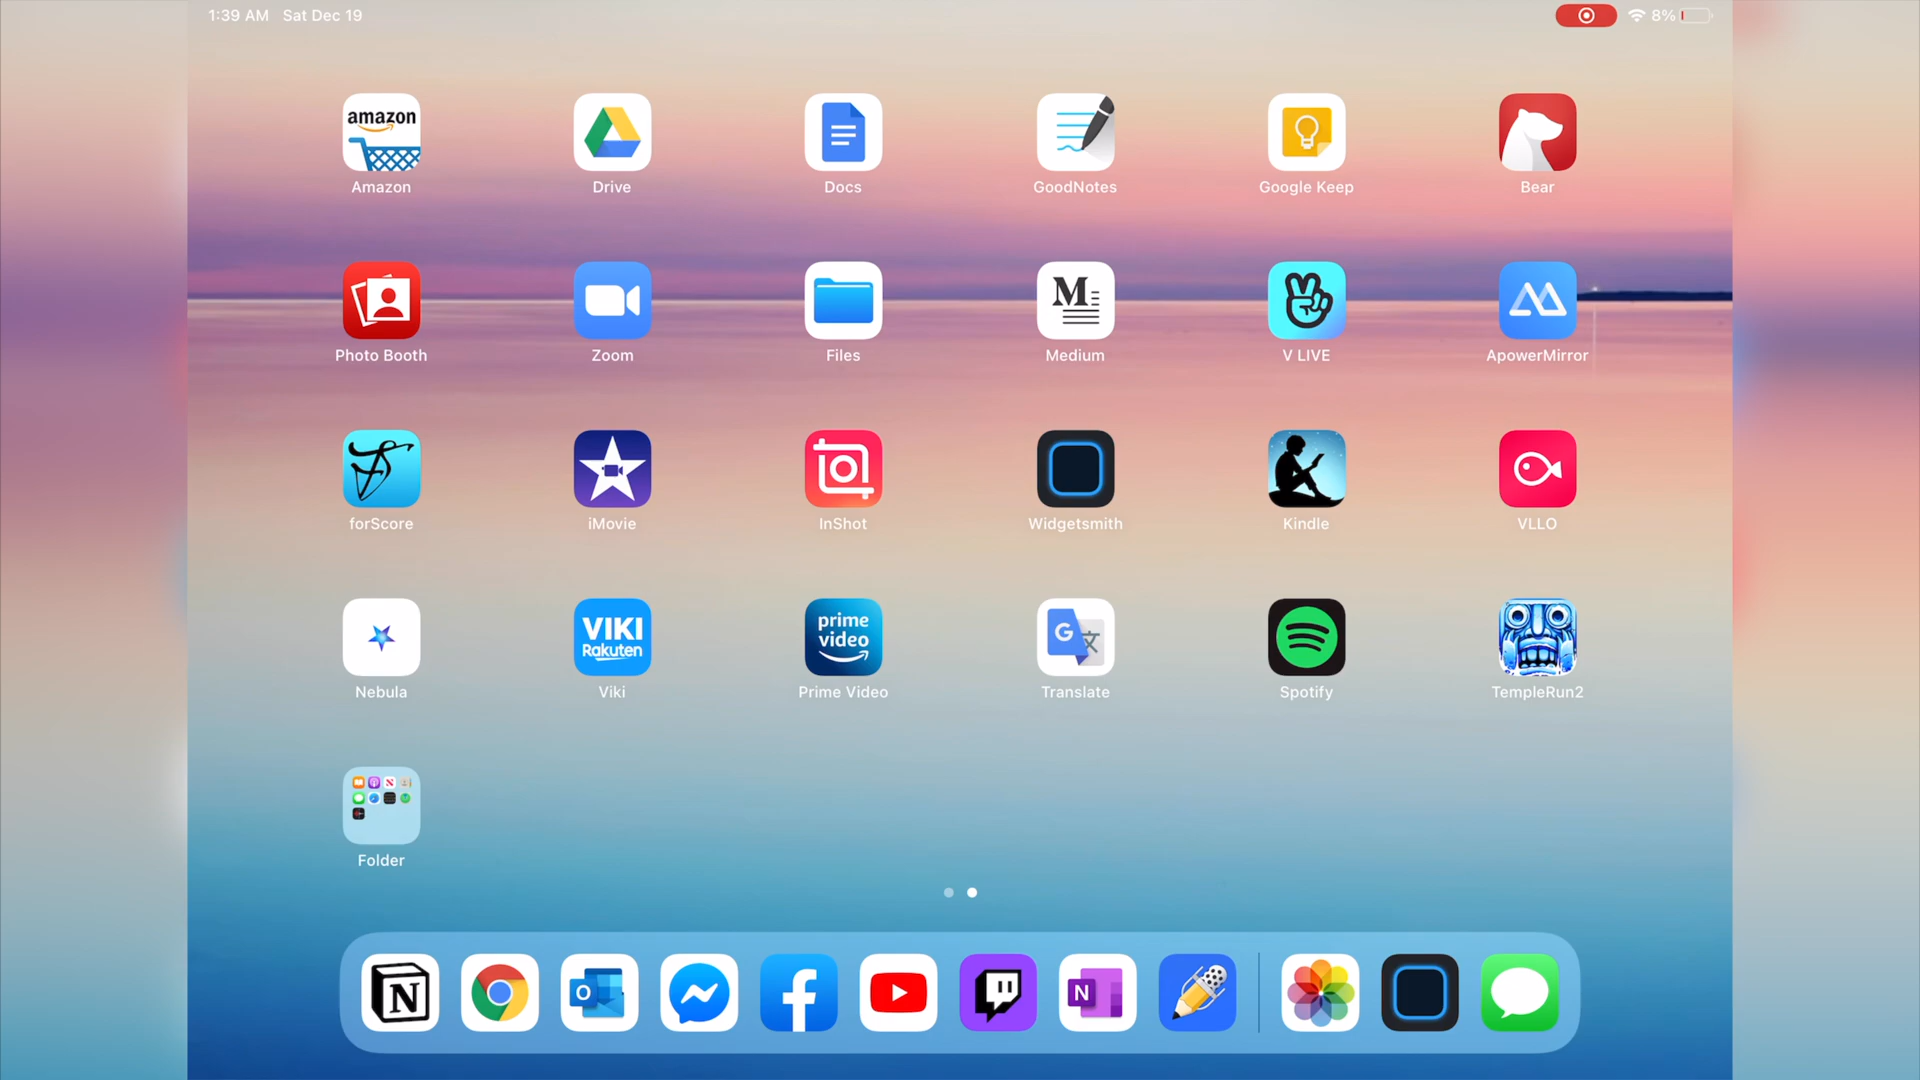 1:39 AM Sat Dec 19 8%
amazon
Amazon Drive Docs GoodNotes Google Keep Bear
M
Photo Booth Zoom Files Medium V LIVE ApowerMirror
forScore iMovie InShot Widgetsmith Kindle VLLO
VIKI
Rakuten
prime
video
G 文
Nebula Viki Prime Video Translate Spotify TempleRun2
Folder
N O N